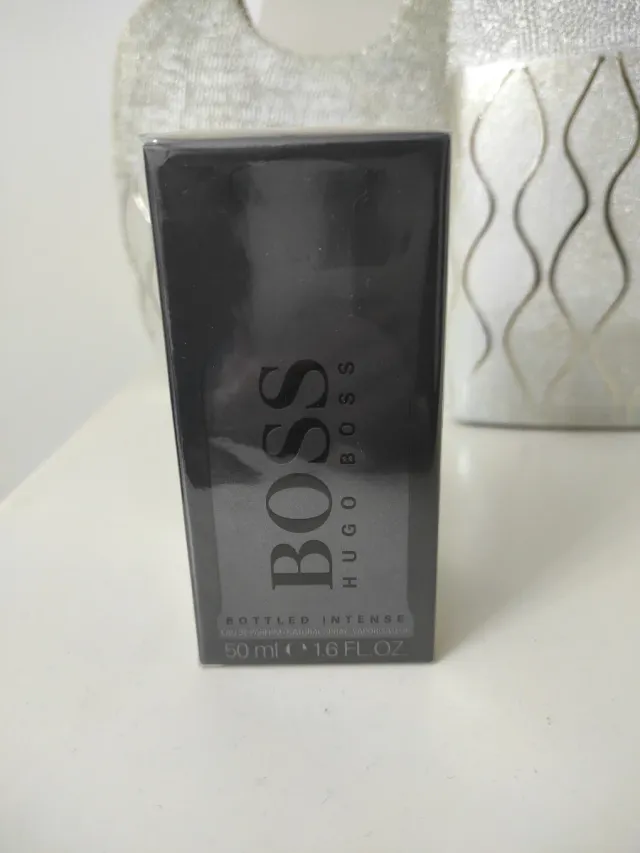 BOSS
HUGO BOSS
BOTTLED INTENSE
50 ml 1.6 FL.OZ.